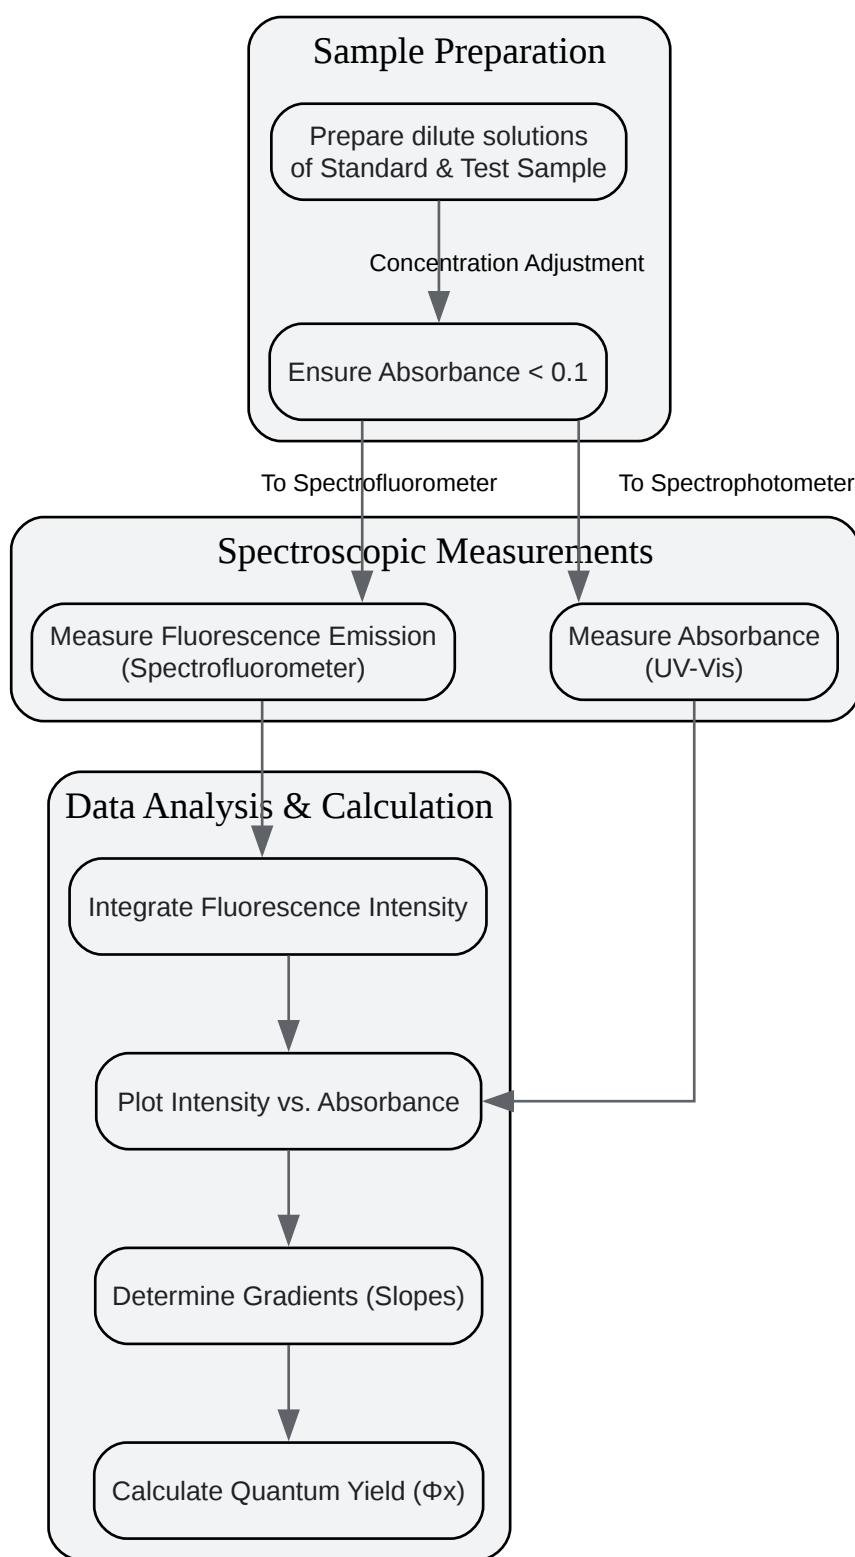 Sample Preparation
Prepare dilute solutions
of Standard & Test Sample
Concentration Adjustment
Ensure Absorbance < 0.1
To Spectrofluorometer
To Spectrophotometer
Spectroscopic Measurements
Measure Fluorescence Emission
(Spectrofluorometer)
Measure Absorbance
(UV-Vis)
Data Analysis & Calculation
Integrate Fluorescence Intensity
Plot Intensity vs. Absorbance
Determine Gradients (Slopes)
Calculate Quantum Yield (Φx)